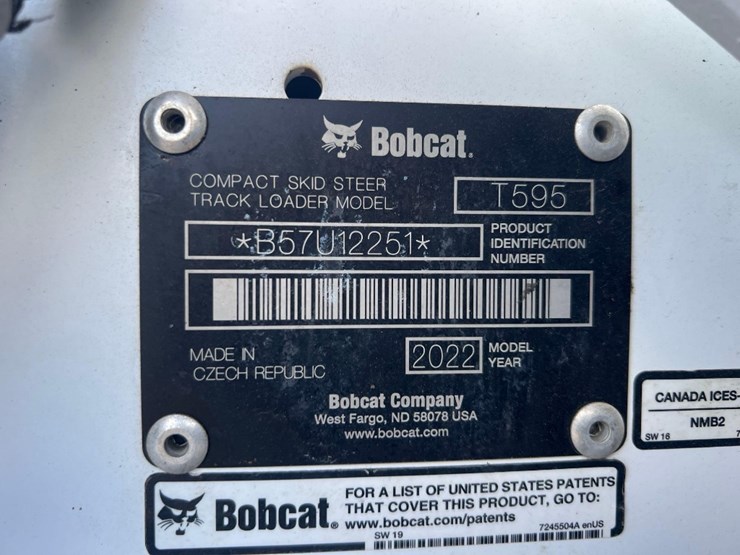 Bobcat.
COMPACT SKID STEER
TRACK LOADER MODEL
T595
*B57U12251*
PRODUCT
IDENTIFICATION
NUMBER
MADE IN
CZECH REPUBLIC
2022
MODEL
YEAR
Bobcat Company
West Fargo, ND 58078 USA
www.bobcat.com
CANADA ICES-
NMB2
SW 16
7
Bobcat.
FOR A LIST OF UNITED STATES PATENTS
THAT COVER THIS PRODUCT, GO TO:
www.bobcat.com/patents
SW 19
7245504A enUS